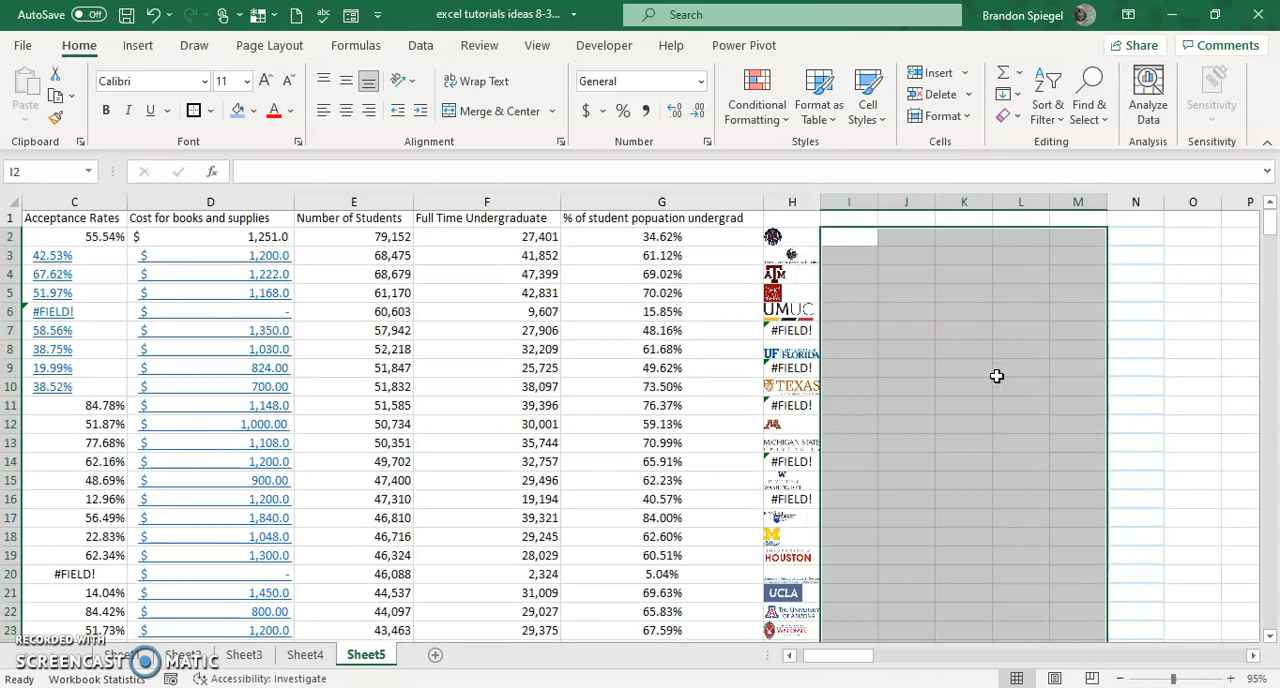 AutoSave Off excel tutorials ideas 8-3... Search Brandon Spiegel
File Home Insert Draw Page Layout Formulas Data Review View Developer Help Power Pivot Share Comments
Paste Calibri 11 A A Wrap Text General Conditional Formatting Format as Table Cell Styles Insert Sort & Filter Find & Select Analyze Data Sensitivity
B I U A Merge & Center $ % Delete
Format
Clipboard Font Alignment Number Styles Cells Editing Analysis Sensitivity
I2 fx
C D E F G H I J K L M N O P
1 Acceptance Rates Cost for books and supplies Number of Students Full Time Undergraduate % of student popuation undergrad
2 55.54% $ 1,251.0 79,152 27,401 34.62%
3 42.53% $ 1,200.0 68,475 41,852 61.12%
4 67.62% $ 1,222.0 68,679 47,399 69.02% ATM
5 51.97% $ 1,168.0 61,170 42,831 70.02%
6 #FIELD! $ - 60,603 9,607 15.85% UMUC
7 58.56% $ 1,350.0 57,942 27,906 48.16% #FIELD!
8 38.75% $ 1,030.0 52,218 32,209 61.68% UF FLORIDA
9 19.99% $ 824.00 51,847 25,725 49.62% #FIELD!
10 38.52% $ 700.00 51,832 38,097 73.50% TEXAS
11 84.78% $ 1,148.0 51,585 39,396 76.37% #FIELD!
12 51.87% $ 1,000.00 50,734 30,001 59.13% M
13 77.68% $ 1,108.0 50,351 35,744 70.99% MICHIGAN STATE
14 62.16% $ 1,200.0 49,702 32,757 65.91% #FIELD!
15 48.69% $ 900.00 47,400 29,496 62.23% W
16 12.96% $ 1,200.0 47,310 19,194 40.57% #FIELD!
17 56.49% $ 1,840.0 46,810 39,321 84.00%
18 22.83% $ 1,048.0 46,716 29,245 62.60% M
19 62.34% $ 1,300.0 46,324 28,029 60.51% HOUSTON
20 #FIELD! $ - 46,088 2,324 5.04%
21 14.04% $ 1,450.0 44,537 31,009 69.63% UCLA
22 84.42% $ 800.00 44,097 29,027 65.83% THE UNIVERSITY OF ARIZONA
23 51.73% $ 1,200.0 43,463 29,375 67.59% WISCONSIN
RECORDED WITH
SCREENCAST MATIC
Sheet3 Sheet4 Sheet5
Ready Workbook Statistics Accessibility: Investigate 95%